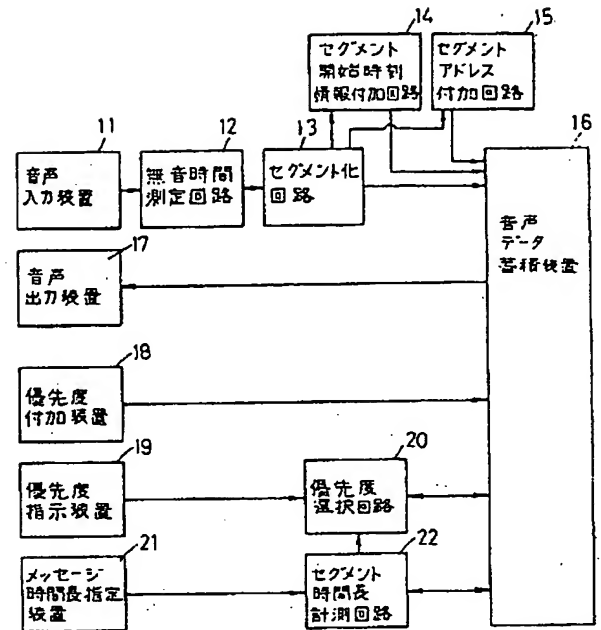 14
セグメント
開始時刻
情報付加回路
15
セグメント
アドレス
付加回路
11
音声
入力装置
12
無音時間
測定回路
13
セグメント化
回路
16
音声
データ
蓄積装置
17
音声
出力装置
18
優先度
付加装置
19
優先度
指示装置
20
優先度
選択回路
21
メッセージ
時間長指定
装置
22
セグメント
時間長
計測回路